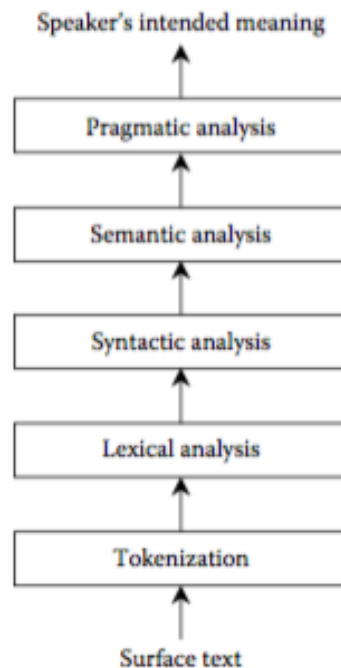 Speaker's intended meaning
Pragmatic analysis
Semantic analysis
Syntactic analysis
Lexical analysis
Tokenization
Surface text